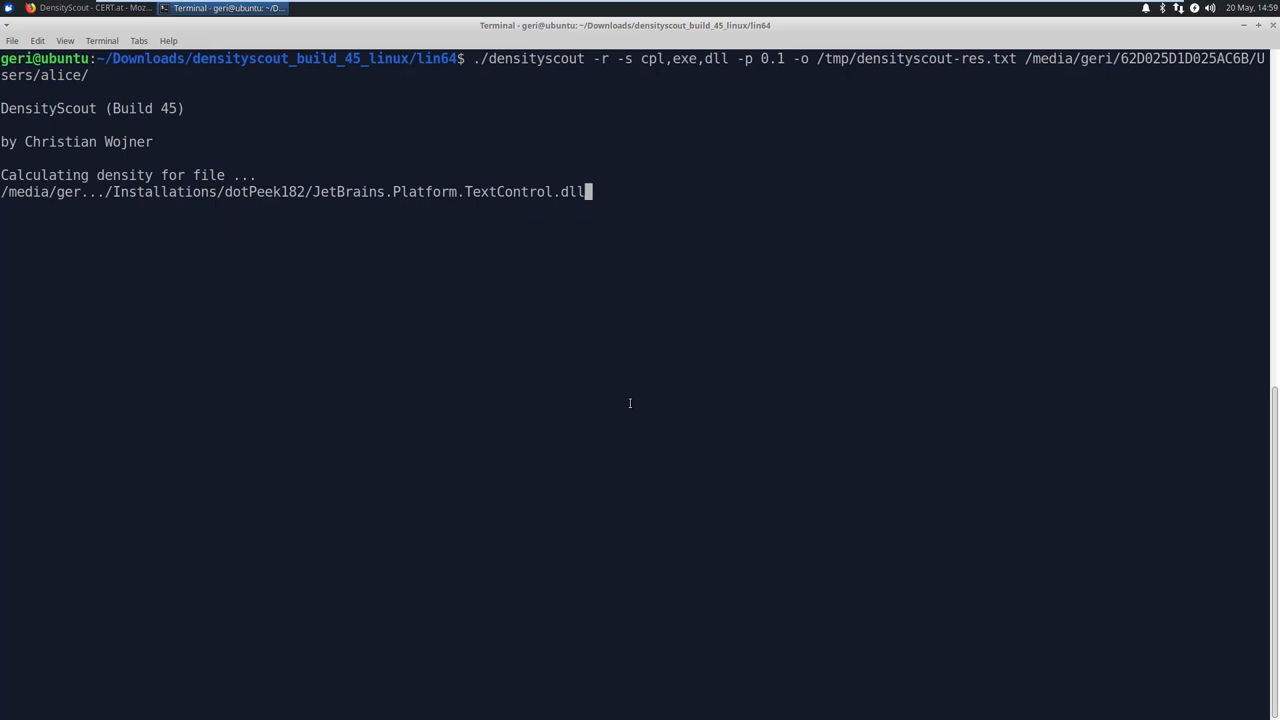 DensityScout - CERT.at - Moz...
Terminal - geri@ubuntu: ~/D...
20 May, 14:59
Terminal - geri@ubuntu: ~/Downloads/densityscout_build_45_linux/lin64
File Edit View Terminal Tabs Help
geri@ubuntu:~/Downloads/densityscout_build_45_linux/lin64$ ./densityscout -r -s cpl,exe,dll -p 0.1 -o /tmp/densityscout-res.txt /media/geri/62D025D1D025AC6B/U
sers/alice/
DensityScout (Build 45)
by Christian Wojner
Calculating density for file ...
/media/ger.../Installations/dotPeek182/JetBrains.Platform.TextControl.dll